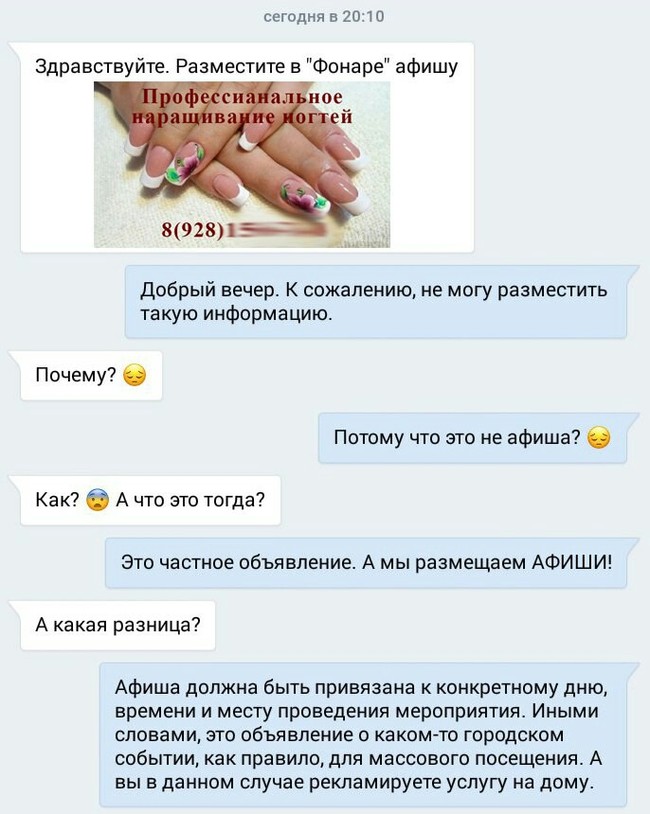 сегодня в 20:10
Здравствуйте. Разместите в "Фонаре" афишу
Профессианальное
наращивание ногтей
8(928)1
Добрый вечер. К сожалению, не могу разместить
такую информацию.
Почему? 😔
Потому что это не афиша? 😔
Как? 😨 А что это тогда?
Это частное объявление. А мы размещаем АФИШИ!
А какая разница?
Афиша должна быть привязана к конкретному дню,
времени и месту проведения мероприятия. Иными
словами, это объявление о каком-то городском
событии, как правило, для массового посещения. А
вы в данном случае рекламируете услугу на дому.